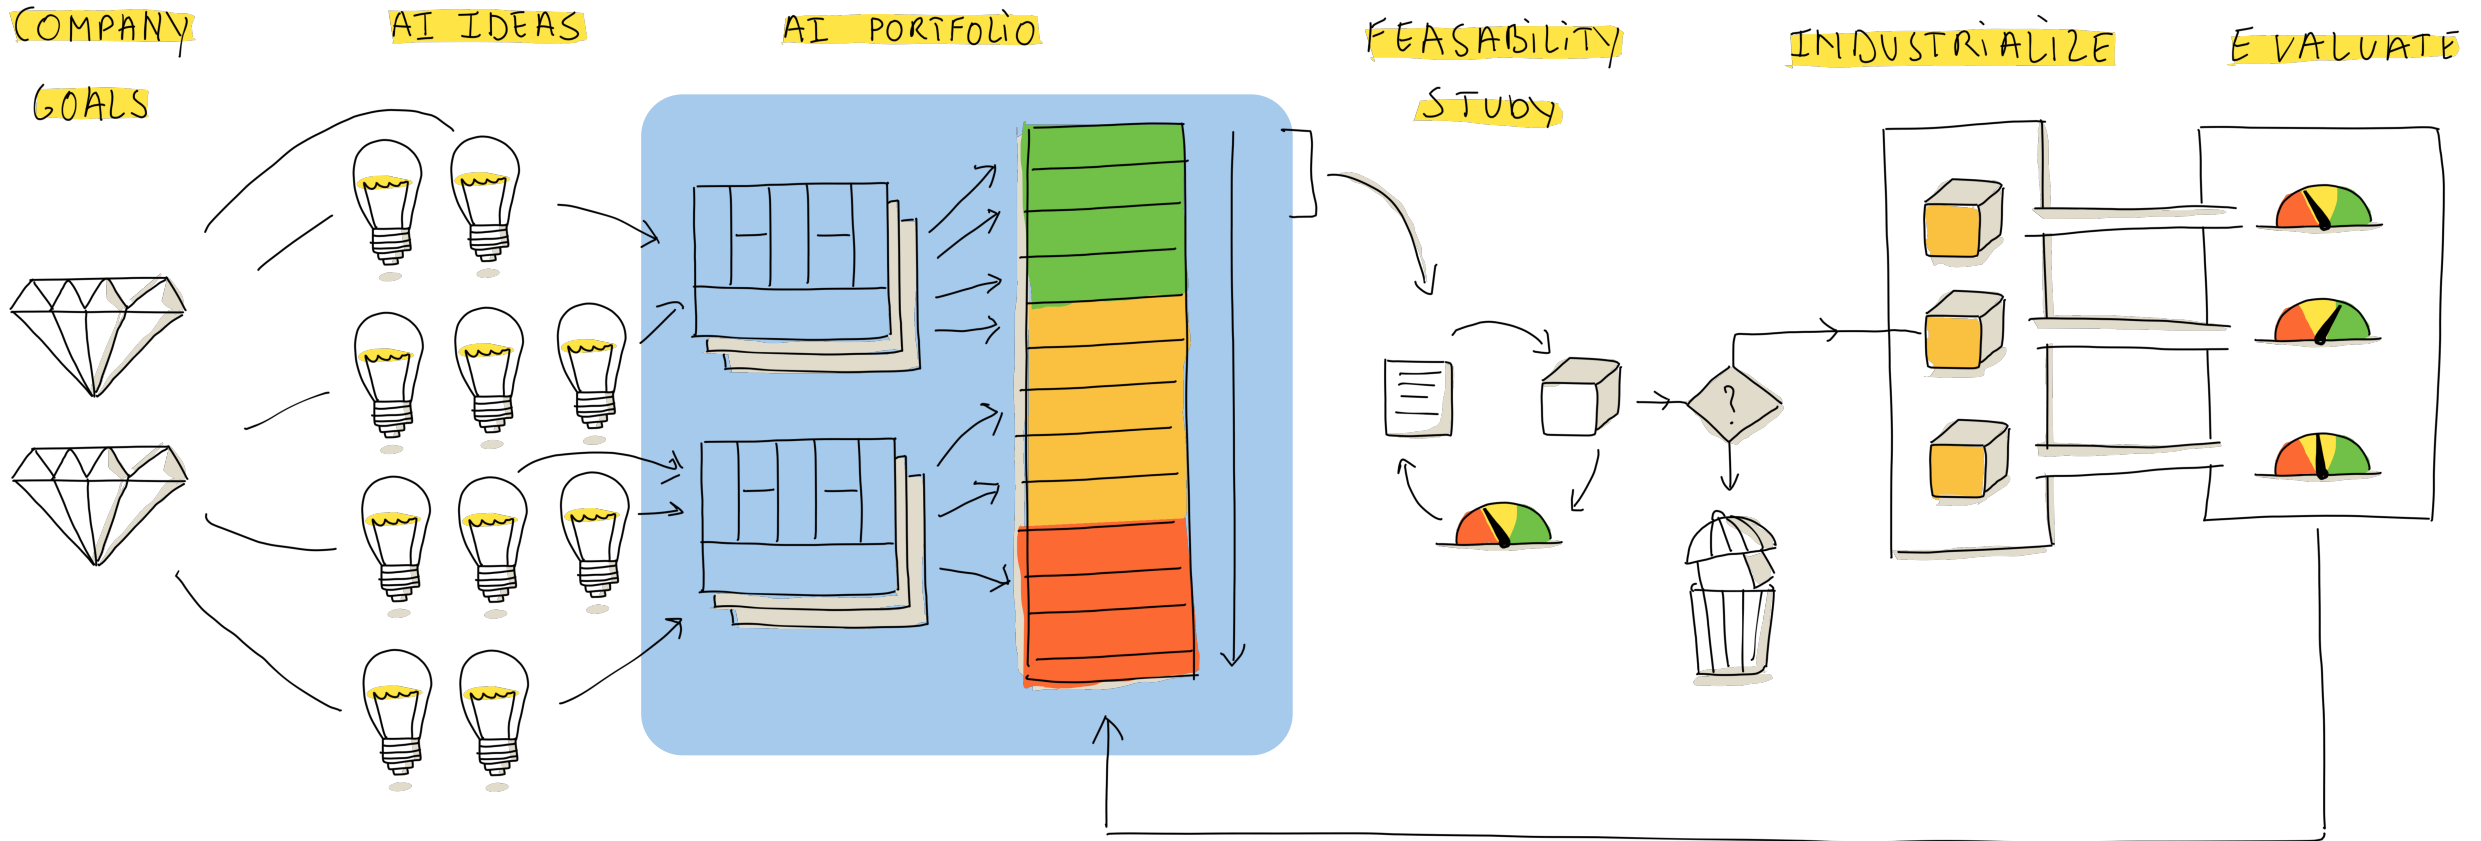 COMPANY
GOALS
AI IDEAS
AI PORTFOLIO
FEASABILITY
STUDY
INDUSTRIALIZE
EVALUATE
?